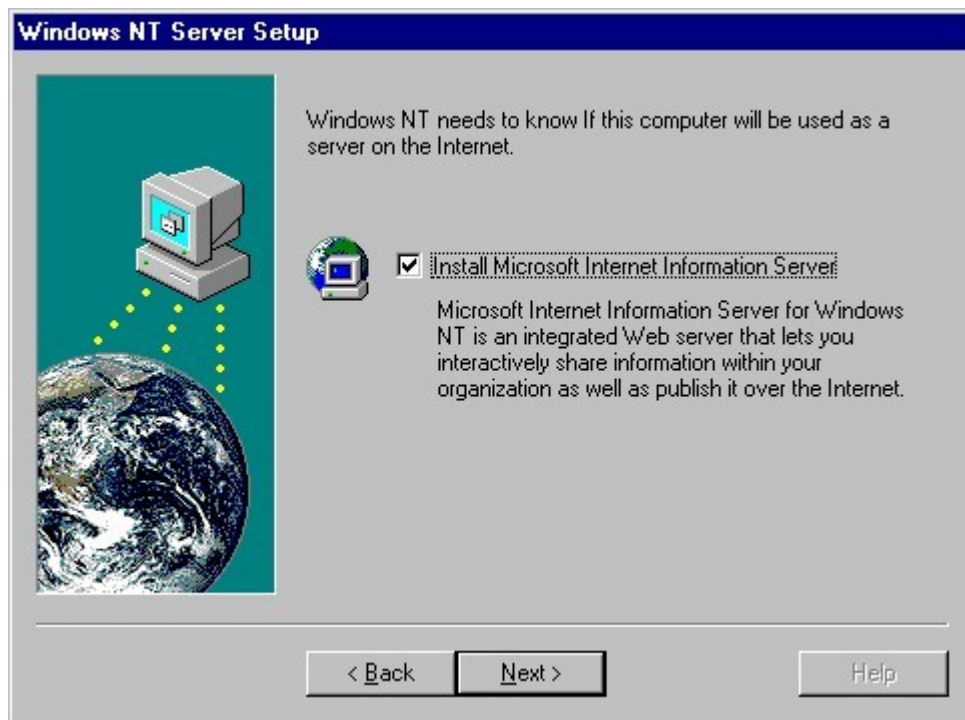 Windows NT Server Setup
Windows NT needs to know If this computer will be used as a
server on the Internet.
Install Microsoft Internet Information Server
Microsoft Internet Information Server for Windows
NT is an integrated Web server that lets you
interactively share information within your
organization as well as publish it over the Internet.
< Back
Next >
Help